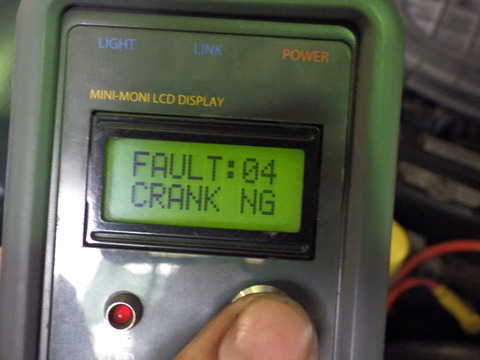 LIGHT LINK POWER
MINI-MONI LCD DISPLAY
FAULT:04
CRANK NG